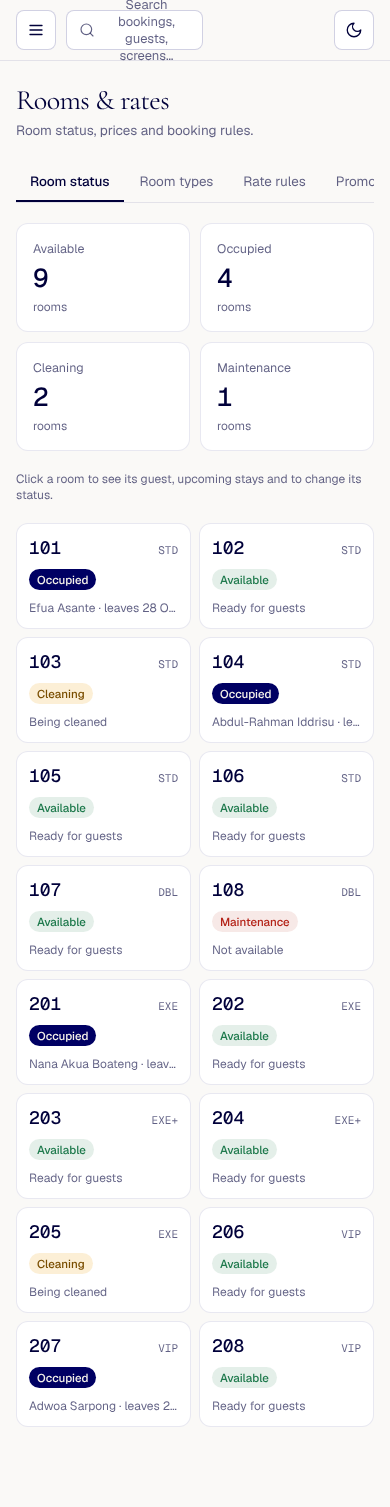 Search
bookings,
guests,
screens…
Rooms & rates
Room status, prices and booking rules.
Room status Room types Rate rules Promo
Available Occupied
9 4
rooms rooms
Cleaning Maintenance
2 1
rooms rooms
Click a room to see its guest, upcoming stays and to change its
status.
101 STD 102 STD
Occupied Available
Efua Asante · leaves 28 O… Ready for guests
103 STD 104 STD
Cleaning Occupied
Being cleaned Abdul-Rahman Iddrisu · le…
105 STD 106 STD
Available Available
Ready for guests Ready for guests
107 DBL 108 DBL
Available Maintenance
Ready for guests Not available
201 EXE 202 EXE
Occupied Available
Nana Akua Boateng · leav… Ready for guests
203 EXE+ 204 EXE+
Available Available
Ready for guests Ready for guests
205 EXE 206 VIP
Cleaning Available
Being cleaned Ready for guests
207 VIP 208 VIP
Occupied Available
Adwoa Sarpong · leaves 2… Ready for guests